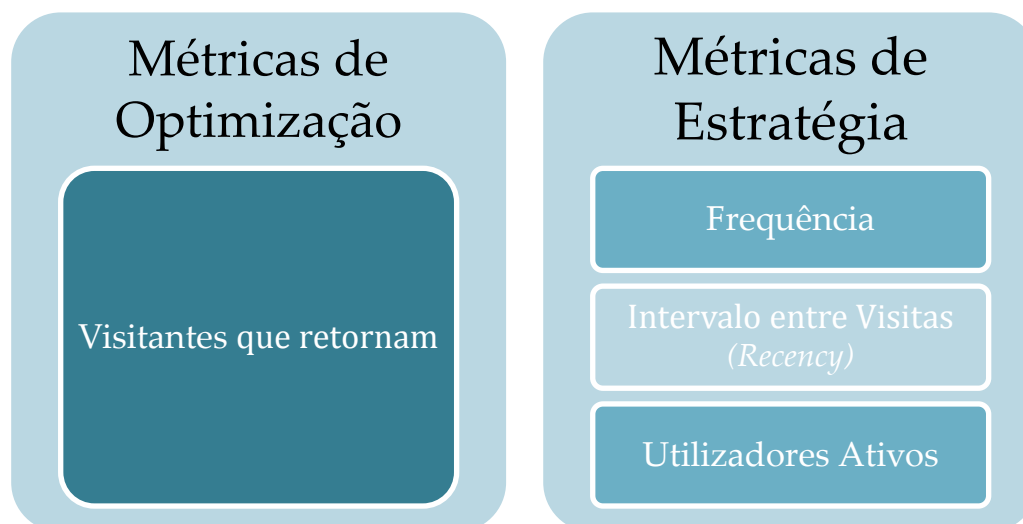 Métricas de
Optimização
Visitantes que retornam
Métricas de
Estratégia
Frequência
Intervalo entre Visitas
(Recency)
Utilizadores Ativos